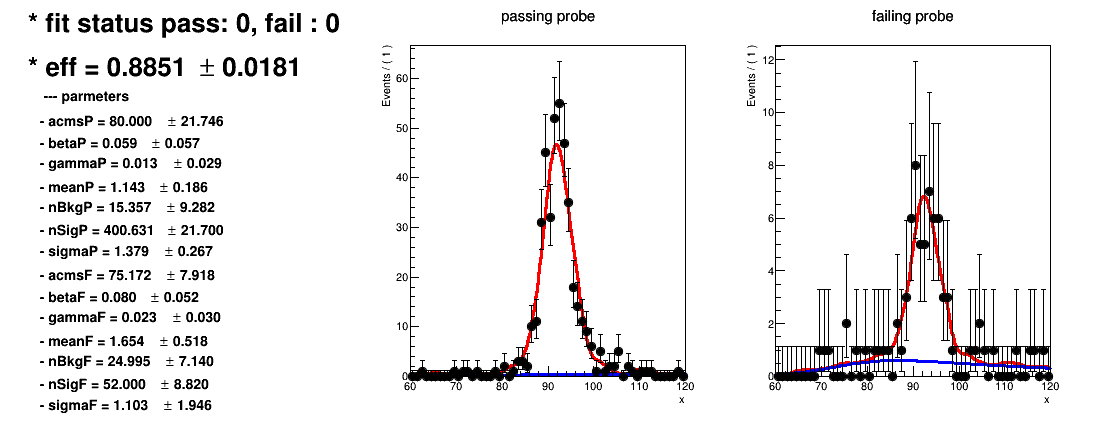 * fit status pass: 0, fail : 0
* eff = 0.8851 ± 0.0181
--- parmeters
- acmsP = 80.000 ± 21.746
- betaP = 0.059 ± 0.057
- gammaP = 0.013 ± 0.029
- meanP = 1.143 ± 0.186
- nBkgP = 15.357 ± 9.282
- nSigP = 400.631 ± 21.700
- sigmaP = 1.379 ± 0.267
- acmsF = 75.172 ± 7.918
- betaF = 0.080 ± 0.052
- gammaF = 0.023 ± 0.030
- meanF = 1.654 ± 0.518
- nBkgF = 24.995 ± 7.140
- nSigF = 52.000 ± 8.820
- sigmaF = 1.103 ± 1.946
passing probe
Events / ( 1 )
60
50
40
30
20
10
0
60 70 80 90 100 110 120
x
failing probe
Events / ( 1 )
12
10
8
6
4
2
0
60 70 80 90 100 110 120
x